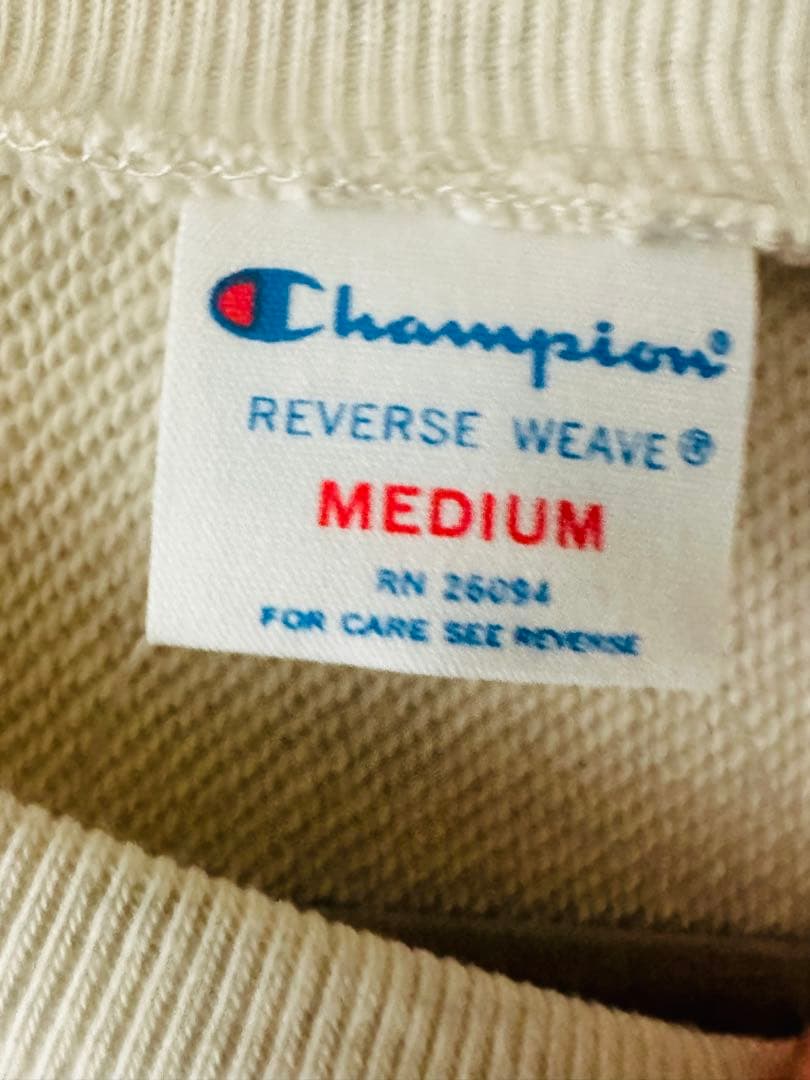 Champion®
REVERSE WEAVE®
MEDIUM
RN 26094
FOR CARE SEE REVERSE